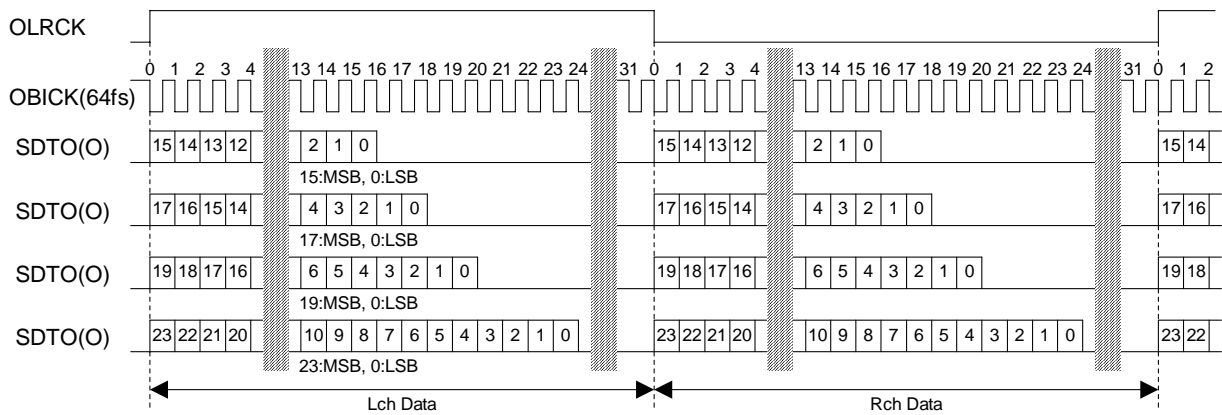 OLRCK
0 1 2 3 4 13 14 15 16 17 18 19 20 21 22 23 24 31 0 1 2 3 4 13 14 15 16 17 18 19 20 21 22 23 24 31 0 1 2
OBICK(64fs)
SDTO(O) 15 14 13 12 2 1 0 15 14 13 12 2 1 0 15 14
15:MSB, 0:LSB
SDTO(O) 17 16 15 14 4 3 2 1 0 17 16 15 14 4 3 2 1 0 17 16
17:MSB, 0:LSB
SDTO(O) 19 18 17 16 6 5 4 3 2 1 0 19 18 17 16 6 5 4 3 2 1 0 19 18
19:MSB, 0:LSB
SDTO(O) 23 22 21 20 10 9 8 7 6 5 4 3 2 1 0 23 22 21 20 10 9 8 7 6 5 4 3 2 1 0 23 22
23:MSB, 0:LSB
Lch Data Rch Data